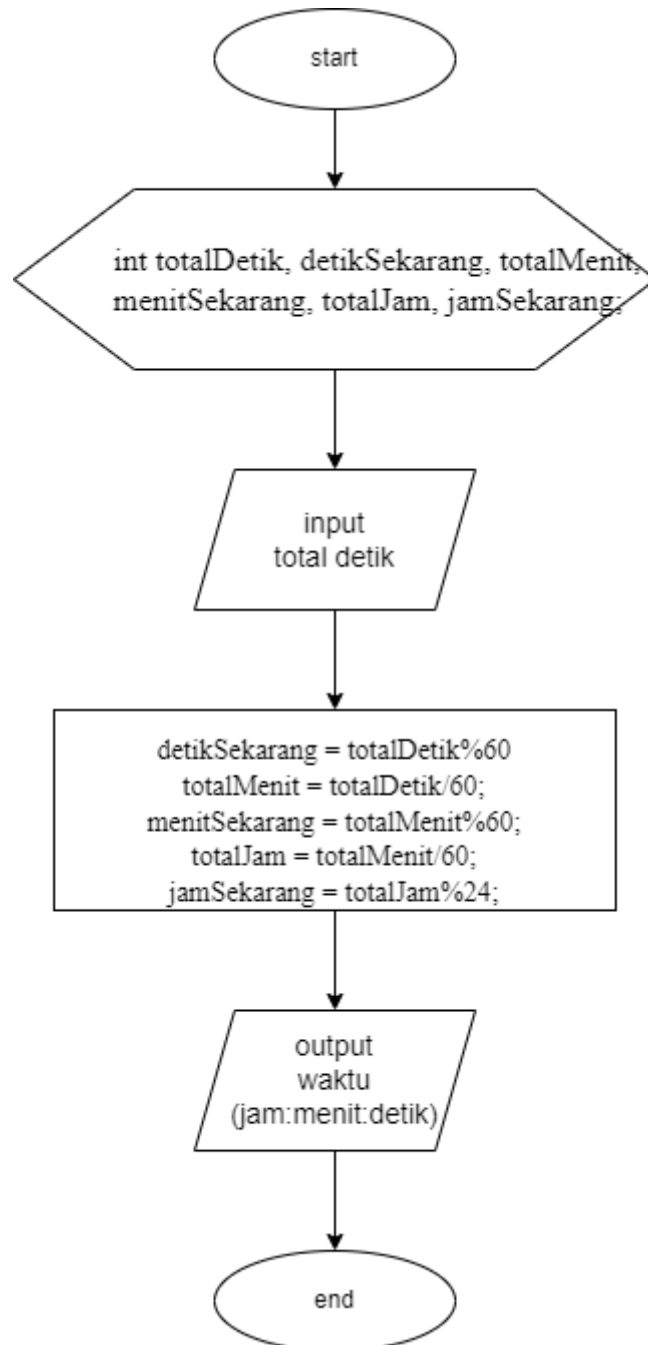 start
int totalDetik, detikSekarang, totalMenit,
menitSekarang, totalJam, jamSekarang;
input
total detik
detikSekarang = totalDetik%60
totalMenit = totalDetik/60;
menitSekarang = totalMenit%60;
totalJam = totalMenit/60;
jamSekarang = totalJam%24;
output
waktu
(jam:menit:detik)
end